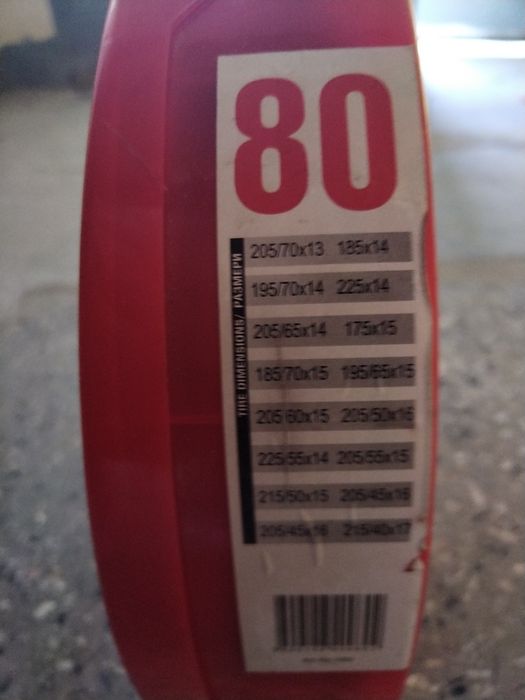 80
TIRE DIMENSIONS/ РАЗМЕРИ
205/70x13 185x14
195/70x14 225x14
205/65x14 175x15
185/70x15 195/65x15
205/60x15 205/50x16
225/55x14 205/55x15
215/50x15 205/45x16
205/45x16 215/40x17